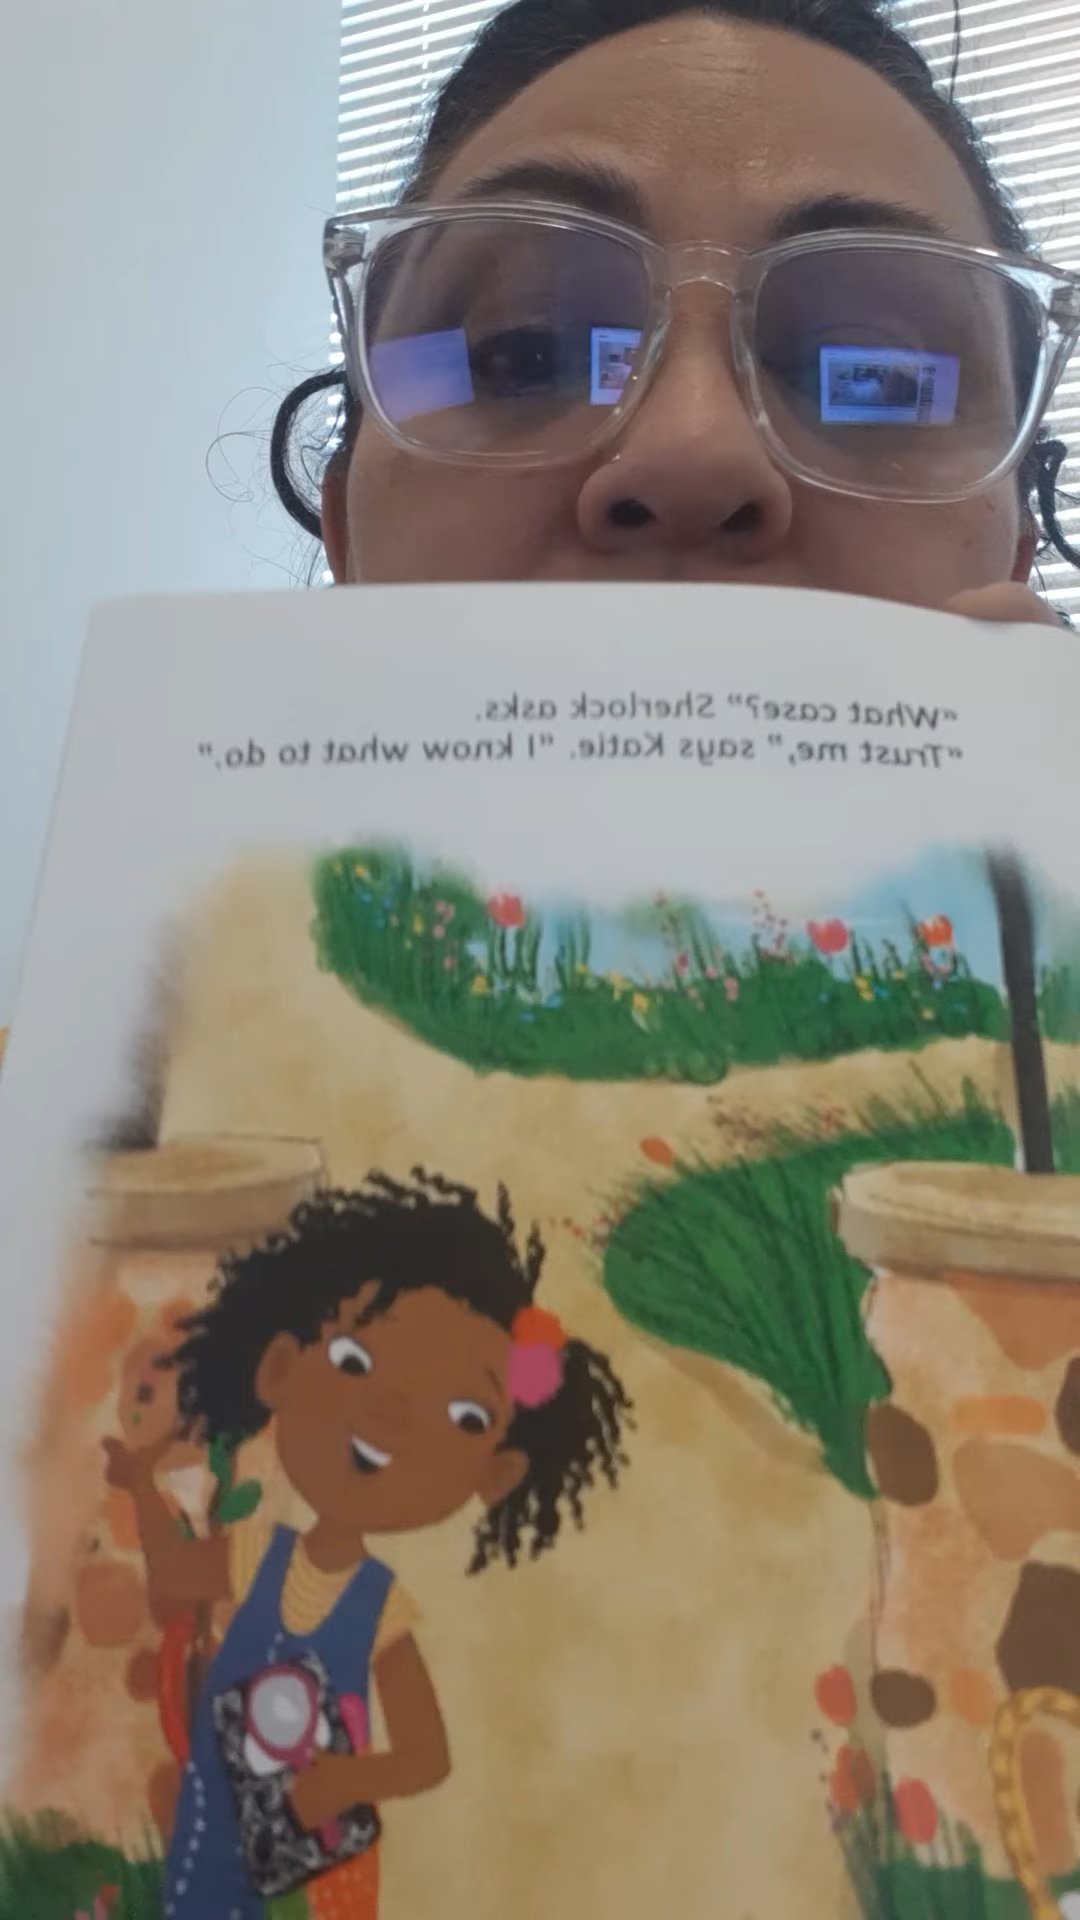 "What case?" Sherlock asks.
"Trust me," says Katie. "I know what to do."